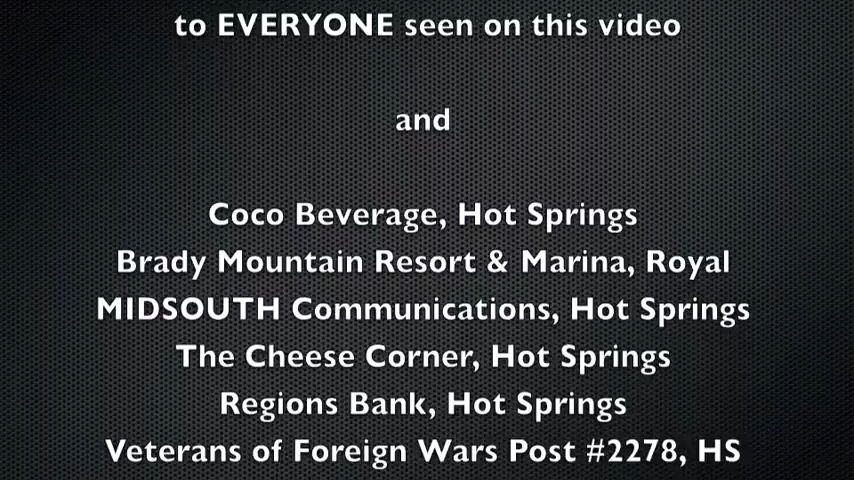 to EVERYONE seen on this video
and
Coco Beverage, Hot Springs
Brady Mountain Resort & Marina, Royal
MIDSOUTH Communications, Hot Springs
The Cheese Corner, Hot Springs
Regions Bank, Hot Springs
Veterans of Foreign Wars Post #2278, HS